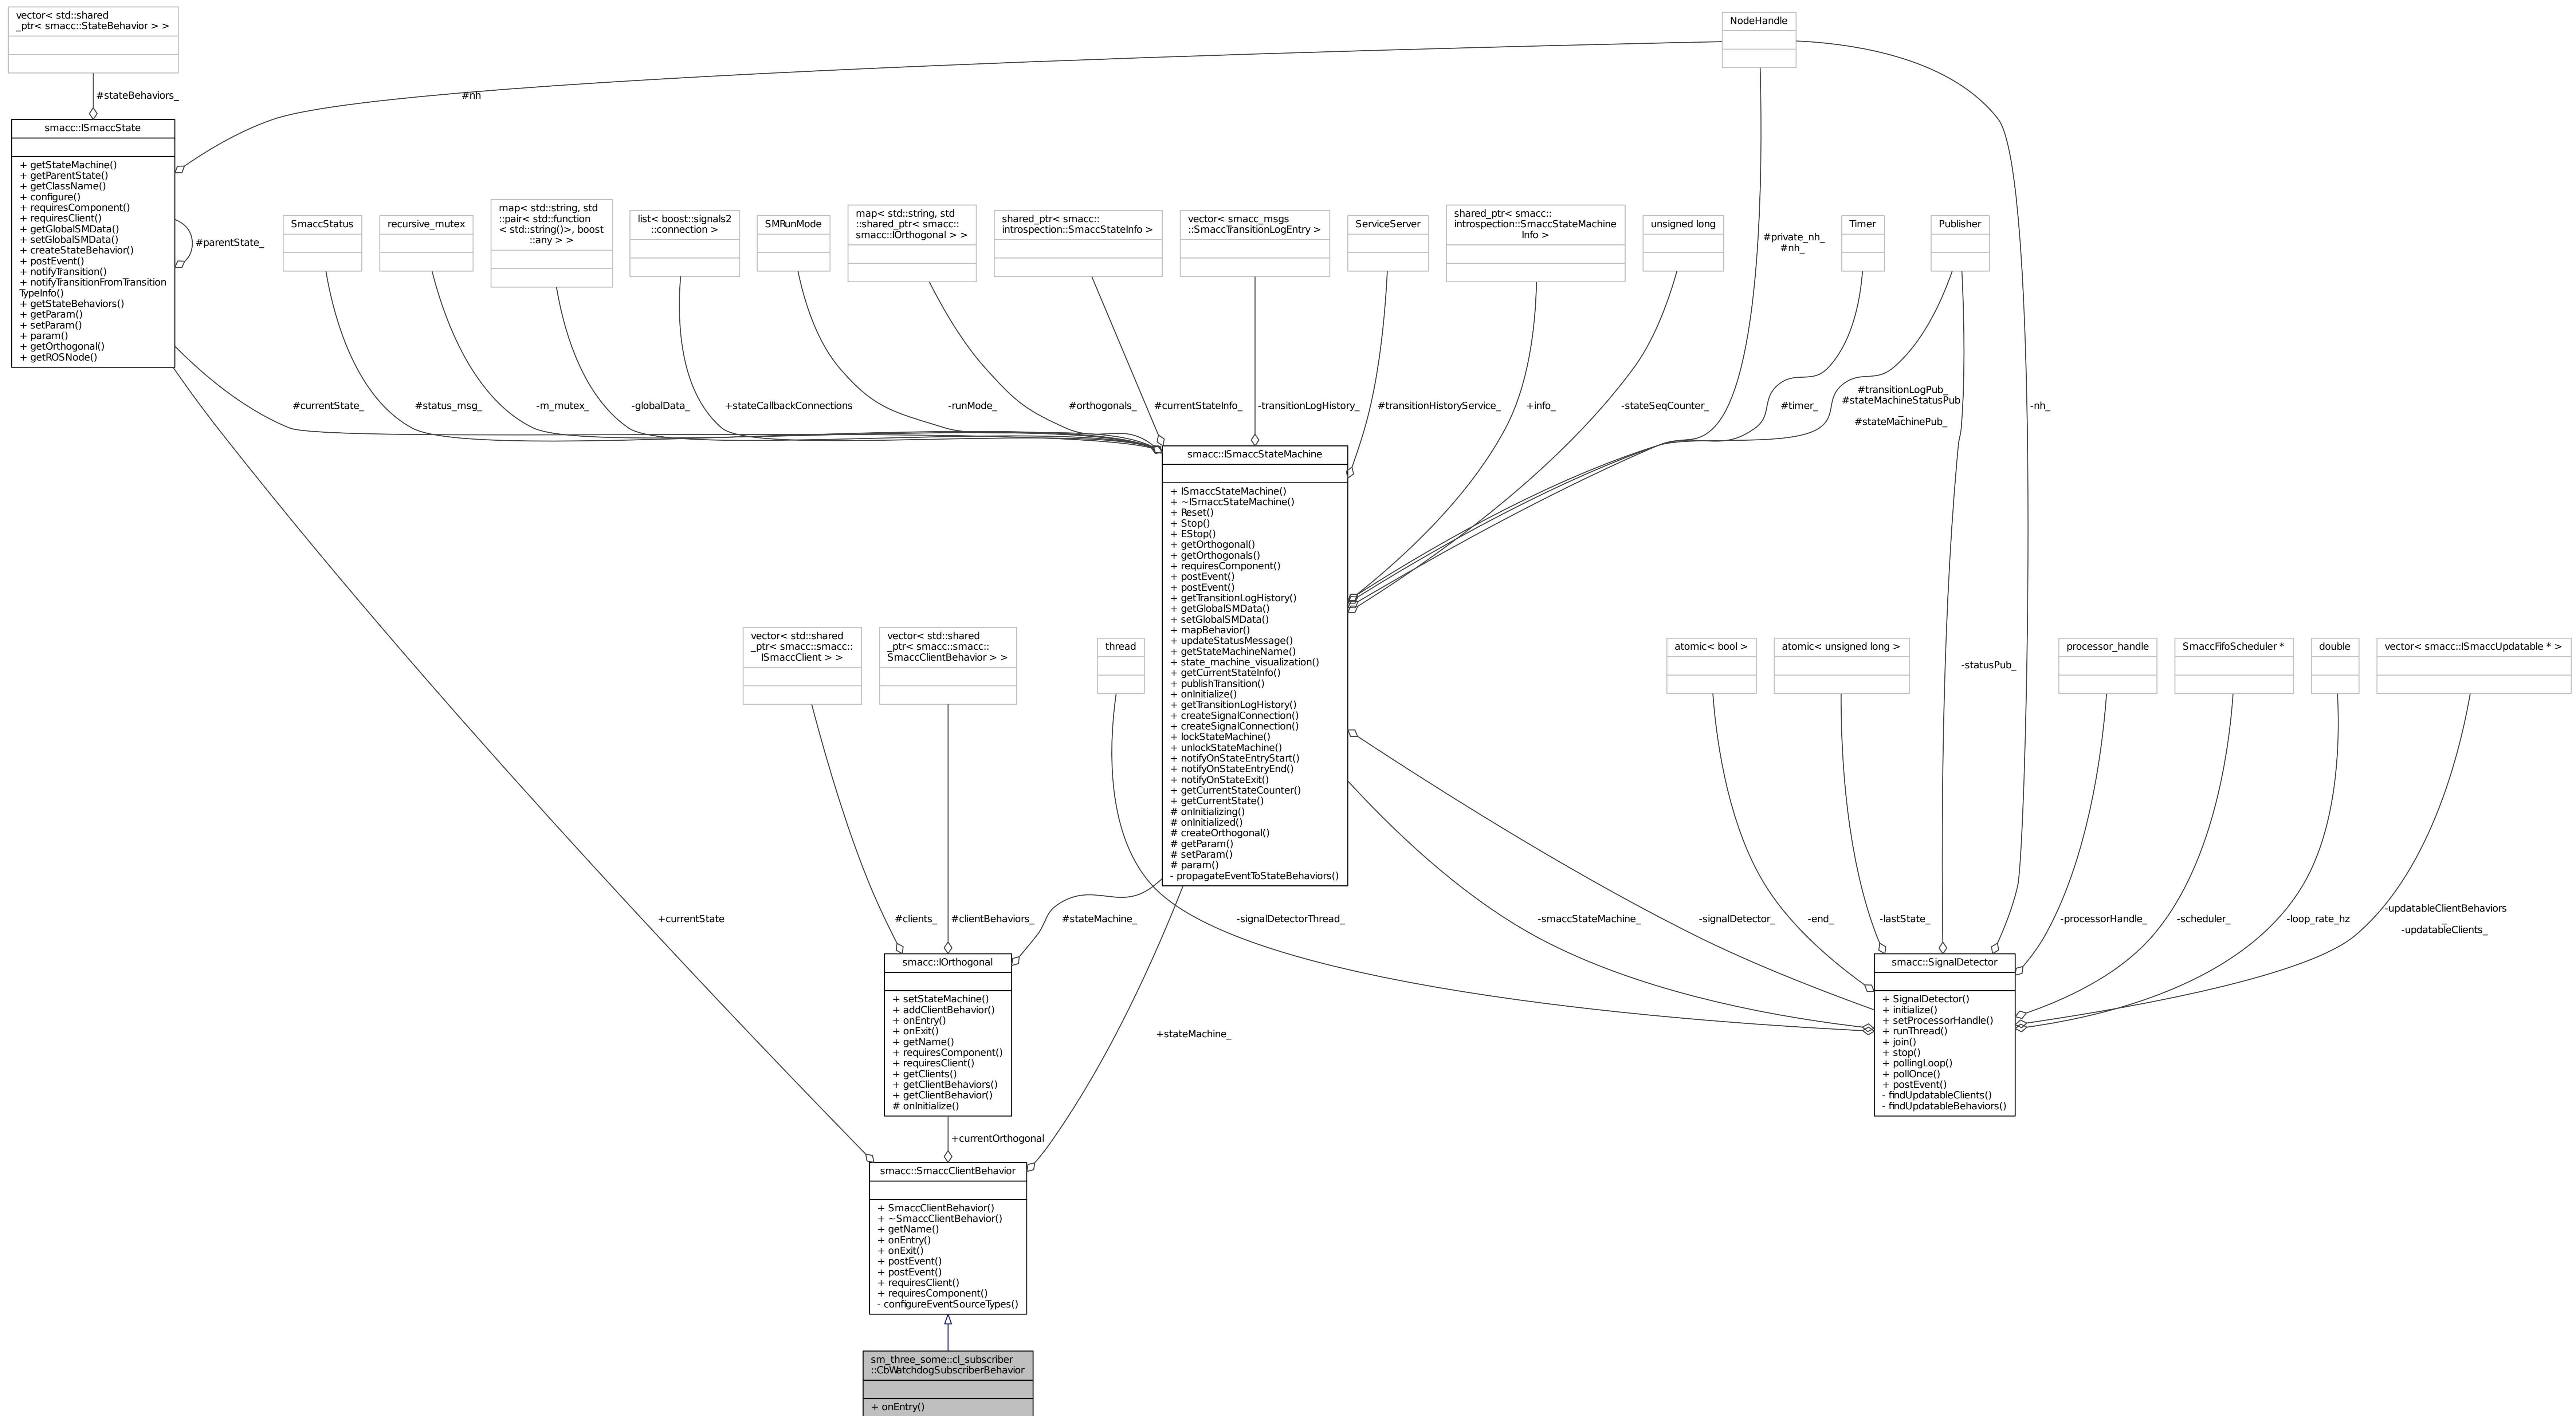 vector< std::shared
_ptr< smacc::StateBehavior > >
NodeHandle
#stateBehaviors_
#nh
smacc::ISmaccState
+ getStateMachine()
+ getParentState()
+ getClassName()
+ configure()
+ requiresComponent()
+ requiresClient()
+ getGlobalSMData()
+ setGlobalSMData()
+ createStateBehavior()
+ postEvent()
+ notifyTransition()
+ notifyTransitionFromTransition
TypeInfo()
+ getStateBehaviors()
+ getParam()
+ setParam()
+ param()
+ getOrthogonal()
+ getROSNode()
#parentState_
SmaccStatus
recursive_mutex
map< std::string, std
::pair< std::function
< std::string()>, boost
::any > >
list< boost::signals2
::connection >
SMRunMode
map< std::string, std
::shared_ptr< smacc::
smacc::IOrthogonal > >
shared_ptr< smacc::
introspection::SmaccStateInfo >
vector< smacc_msgs
::SmaccTransitionLogEntry >
ServiceServer
shared_ptr< smacc::
introspection::SmaccStateMachine
Info >
unsigned long
#private_nh_
#nh_
Timer
Publisher
#currentState_
#status_msg_
-m_mutex_
-globalData_
+stateCallbackConnections
-runMode_
#orthogonals_
#currentStateInfo_
-transitionLogHistory_
#transitionHistoryService_
+info_
-stateSeqCounter_
#timer_
#transitionLogPub_
#stateMachineStatusPub
_
#stateMachinePub_
-nh_
smacc::ISmaccStateMachine
+ ISmaccStateMachine()
+ ~ISmaccStateMachine()
+ Reset()
+ Stop()
+ EStop()
+ getOrthogonal()
+ getOrthogonals()
+ requiresComponent()
+ postEvent()
+ postEvent()
+ getTransitionLogHistory()
+ getGlobalSMData()
+ setGlobalSMData()
+ mapBehavior()
+ updateStatusMessage()
+ getStateMachineName()
+ state_machine_visualization()
+ getCurrentStateInfo()
+ publishTransition()
+ onInitialize()
+ getTransitionLogHistory()
+ createSignalConnection()
+ createSignalConnection()
+ lockStateMachine()
+ unlockStateMachine()
+ notifyOnStateEntryStart()
+ notifyOnStateEntryEnd()
+ notifyOnStateExit()
+ getCurrentStateCounter()
+ getCurrentState()
# onInitializing()
# onInitialized()
# createOrthogonal()
# getParam()
# setParam()
# param()
- propagateEventToStateBehaviors()
vector< std::shared
_ptr< smacc::smacc::
ISmaccClient > >
vector< std::shared
_ptr< smacc::smacc::
SmaccClientBehavior > >
thread
atomic< bool >
atomic< unsigned long >
-statusPub_
processor_handle
SmaccFifoScheduler *
double
vector< smacc::ISmaccUpdatable * >
+currentState
#clients_
#clientBehaviors_
#stateMachine_
-signalDetectorThread_
-smaccStateMachine_
-signalDetector_
-end_
-lastState_
-processorHandle_
-scheduler_
-loop_rate_hz
-updatableClientBehaviors
_
-updatableClients_
smacc::IOrthogonal
+ setStateMachine()
+ addClientBehavior()
+ onEntry()
+ onExit()
+ getName()
+ requiresComponent()
+ requiresClient()
+ getClients()
+ getClientBehaviors()
+ getClientBehavior()
# onInitialize()
smacc::SignalDetector
+ SignalDetector()
+ initialize()
+ setProcessorHandle()
+ runThread()
+ join()
+ stop()
+ pollingLoop()
+ pollOnce()
+ postEvent()
- findUpdatableClients()
- findUpdatableBehaviors()
+stateMachine_
+currentOrthogonal
smacc::SmaccClientBehavior
+ SmaccClientBehavior()
+ ~SmaccClientBehavior()
+ getName()
+ onEntry()
+ onExit()
+ postEvent()
+ postEvent()
+ requiresClient()
+ requiresComponent()
- configureEventSourceTypes()
sm_three_some::cl_subscriber
::CbWatchdogSubscriberBehavior
+ onEntry()